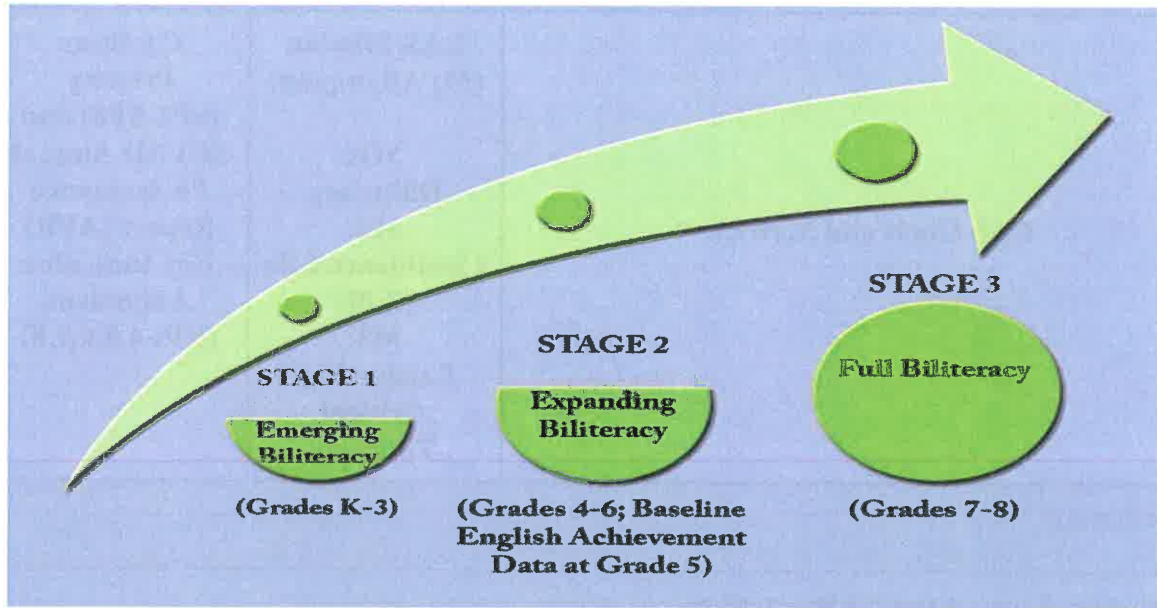 STAGE 1
Emerging
Biliteracy
(Grades K-3)
STAGE 2
Expanding
Biliteracy
(Grades 4-6; Baseline
English Achievement
Data at Grade 5)
STAGE 3
Full Biliteracy
(Grades 7-8)